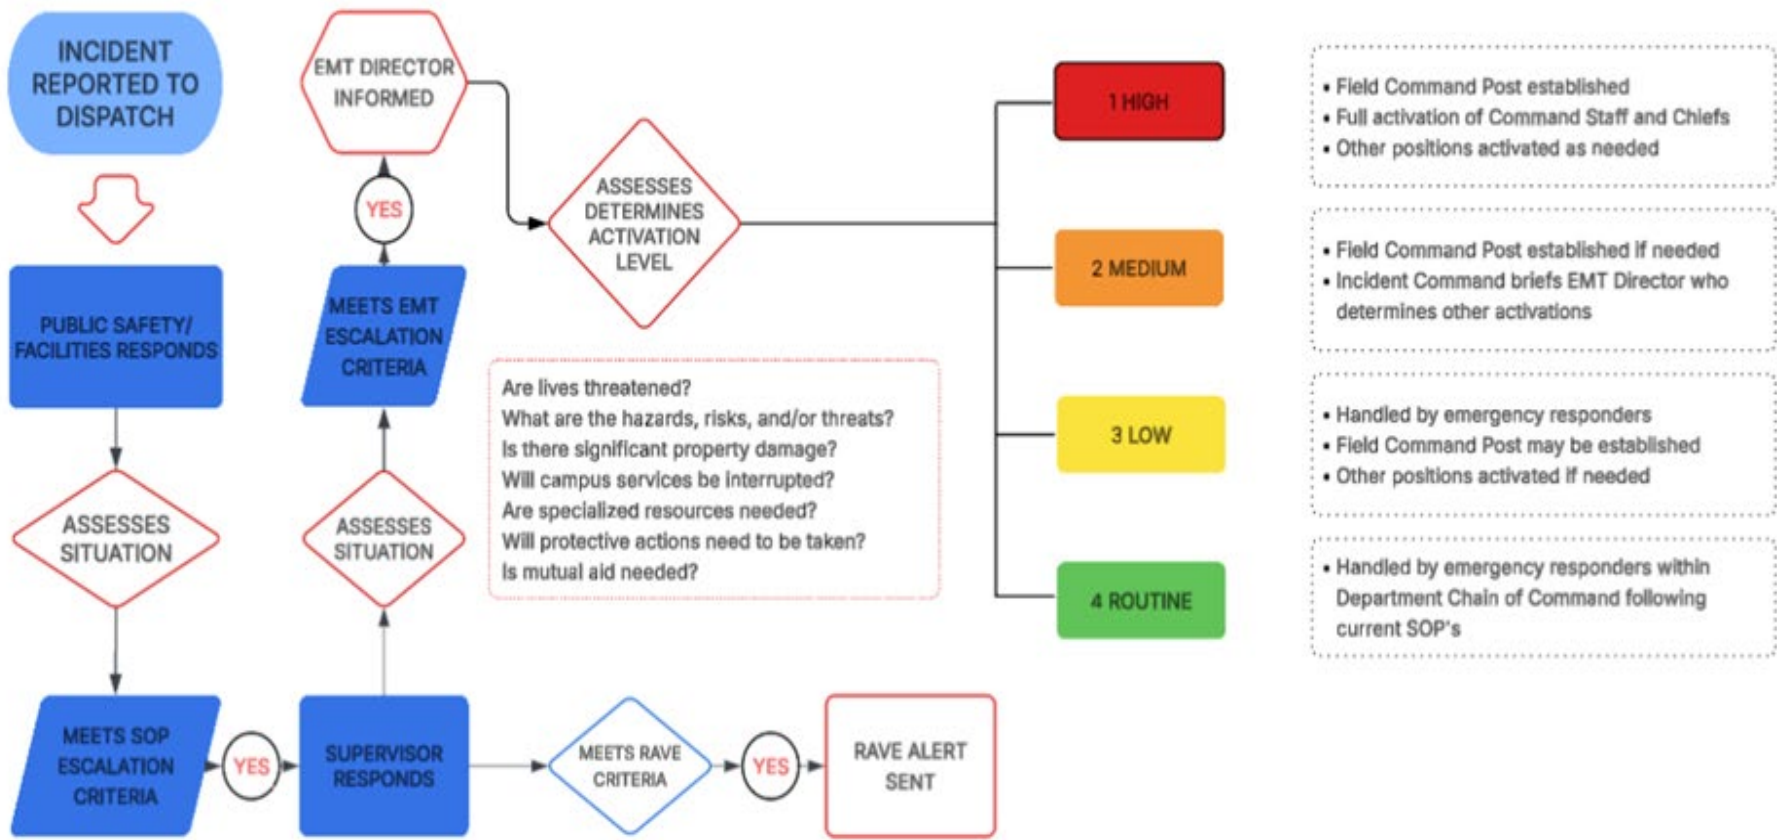 INCIDENT
REPORTED TO
DISPATCH
PUBLIC SAFETY/
FACILITIES RESPONDS
ASSESSES
SITUATION
MEETS SOP
ESCALATION
CRITERIA
YES
SUPERVISOR
RESPONDS
ASSESSES
SITUATION
MEETS EMT
ESCALATION
CRITERIA
YES
EMT DIRECTOR
INFORMED
MEETS RAVE
CRITERIA
YES
RAVE ALERT
SENT
ASSESSES
DETERMINES
ACTIVATION
LEVEL
Are lives threatened?
What are the hazards, risks, and/or threats?
Is there significant property damage?
Will campus services be interrupted?
Are specialized resources needed?
Will protective actions need to be taken?
Is mutual aid needed?
1 HIGH
• Field Command Post established
• Full activation of Command Staff and Chiefs
• Other positions activated as needed
2 MEDIUM
• Field Command Post established if needed
• Incident Command briefs EMT Director who
determines other activations
3 LOW
• Handled by emergency responders
• Field Command Post may be established
• Other positions activated if needed
4 ROUTINE
• Handled by emergency responders within
Department Chain of Command following
current SOP's